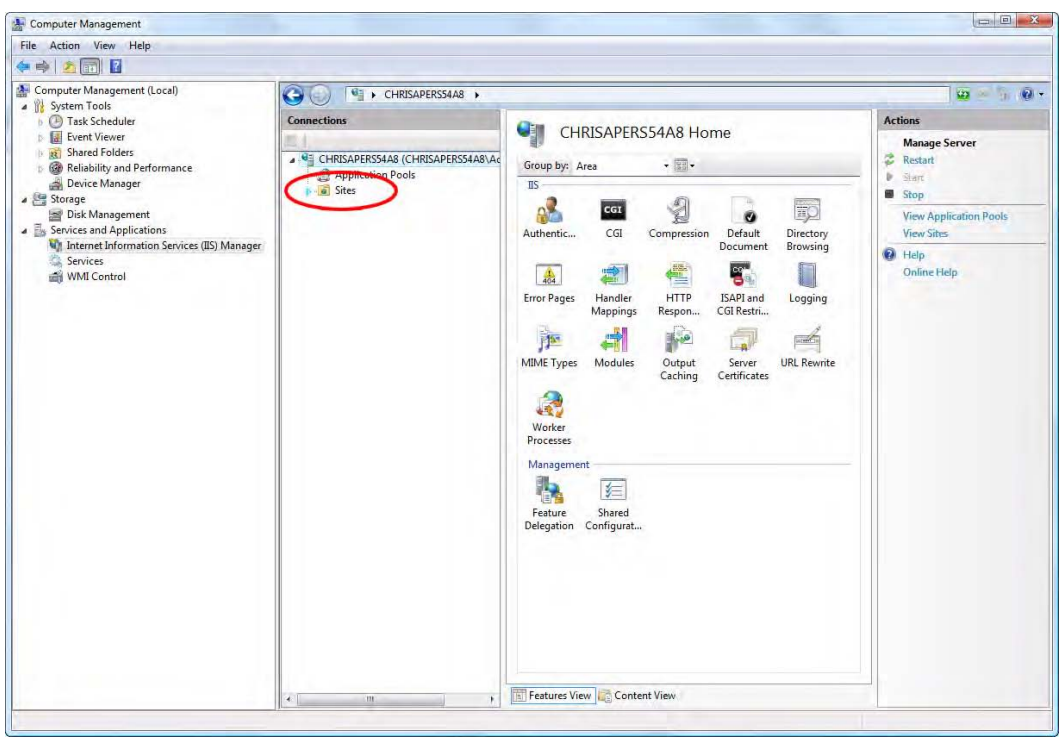 Computer Management
File Action View Help
Computer Management (Local)
System Tools
Task Scheduler
Event Viewer
Shared Folders
Reliability and Performance
Device Manager
Storage
Disk Management
Services and Applications
Internet Information Services (IIS) Manager
Services
WMI Control
CHRISAPERS54A8
Connections
CHRISAPERS54A8 (CHRISAPERS54A8\Ac
Application Pools
Sites
CHRISAPERS54A8 Home
Group by: Area
IIS
Authentic... CGI Compression Default Document Directory Browsing
Error Pages Handler Mappings HTTP Respon... ISAPI and CGI Restri... Logging
MIME Types Modules Output Caching Server Certificates URL Rewrite
Worker Processes
Management
Feature Delegation Shared Configurat...
Features View Content View
Actions
Manage Server
Restart
Start
Stop
View Application Pools
View Sites
Help
Online Help